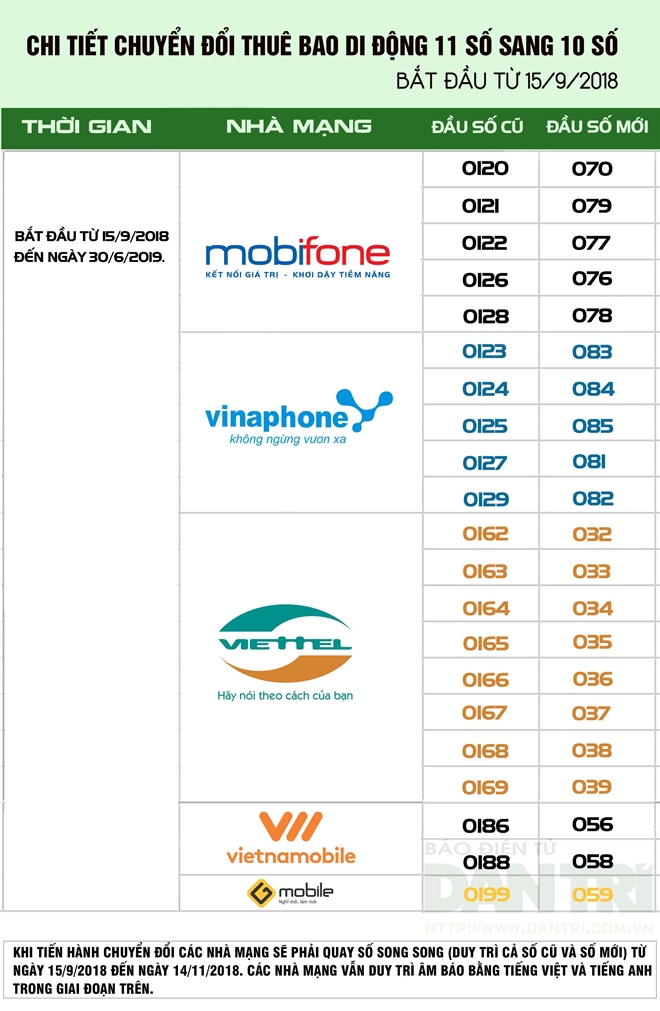 CHI TIẾT CHUYỂN ĐỔI THUÊ BAO DI ĐỘNG 11 SỐ SANG 10 SỐ
BẮT ĐẦU TỪ 15/9/2018
THỜI GIAN NHÀ MẠNG ĐẦU SỐ CŨ ĐẦU SỐ MỚI
BẮT ĐẦU TỪ 15/9/2018
ĐẾN NGÀY 30/6/2019.
mobifone
KẾT NỐI GIÁ TRỊ - KHƠI DẬY TIỀM NĂNG
0120 070
0121 079
0122 077
0126 076
0128 078
vinaphone
không ngừng vươn xa
0123 083
0124 084
0125 085
0127 081
0129 082
VIETTEL
Hãy nói theo cách của bạn
0162 032
0163 033
0164 034
0165 035
0166 036
0167 037
0168 038
0169 039
vietnamobile
0186 056
0188 058
G mobile
Nghĩ mới, làm mới
0199 059
BÁO ĐIỆN TỬ
DÂN TRÍ
HTTP://WWW.DANTRI.COM.VN
KHI TIẾN HÀNH CHUYỂN ĐỔI CÁC NHÀ MẠNG SẼ PHẢI QUAY SỐ SONG SONG (DUY TRÌ CẢ SỐ CŨ VÀ SỐ MỚI) TỪ
NGÀY 15/9/2018 ĐẾN NGÀY 14/11/2018. CÁC NHÀ MẠNG VẪN DUY TRÌ ÂM BÁO BẰNG TIẾNG VIỆT VÀ TIẾNG ANH
TRONG GIAI ĐOẠN TRÊN.